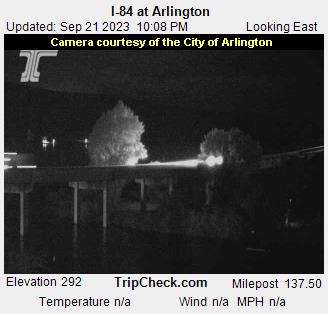 I-84 at Arlington
Updated: Sep 21 2023 10:08 PM Looking East
Camera courtesy of the City of Arlington
Elevation 292 TripCheck.com Milepost 137.50
Temperature n/a Wind n/a MPH n/a